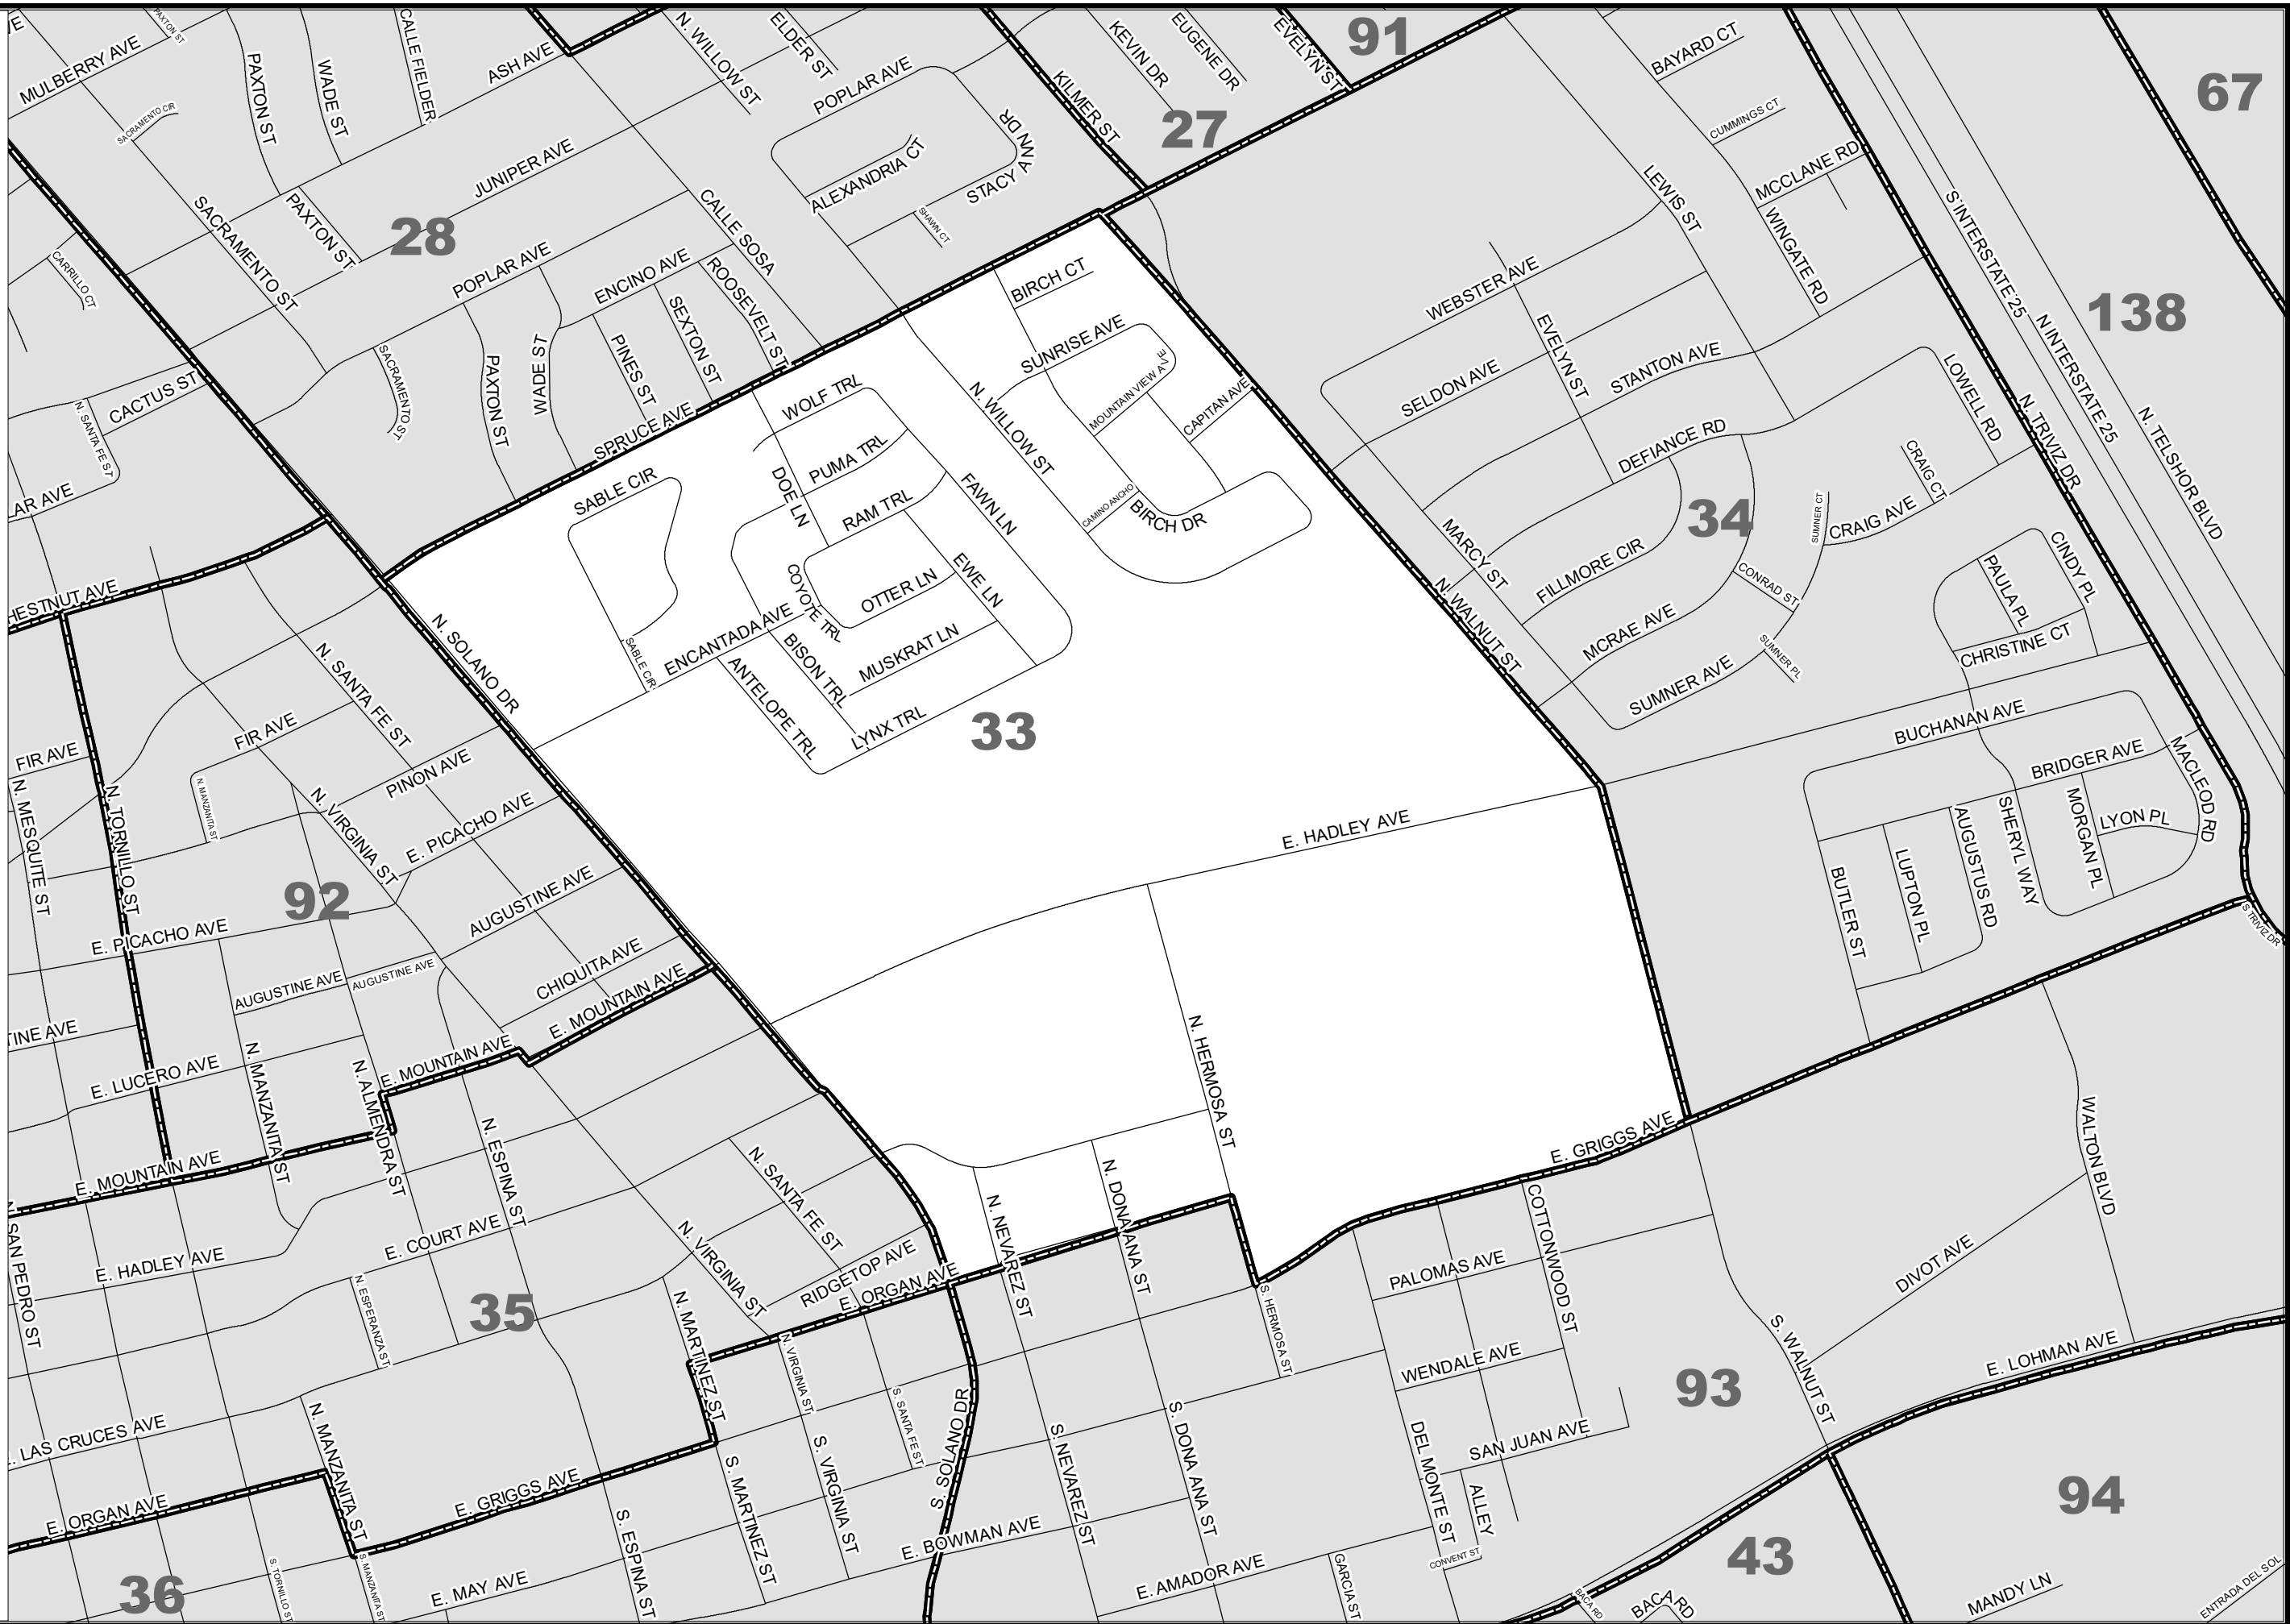 MULBERRY AVE
PAXTON ST
PAXTON ST
WADE ST
CALLE FIELDER
ASH AVE
N. WILLOW ST
ELDER ST
POPLAR AVE
KILMER ST
KEVIN DR
EUGENE DR
EVELYN ST
91
BAYARD CT
67
SACRAMENTO CIR
CUMMINGS CT
27
JUNIPER AVE
ALEXANDRIA CT
STACY ANN DR
SHAWN CT
MCCLANE RD
LEWIS ST
WINGATE RD
S INTERSTATE 25
SACRAMENTO ST
PAXTON ST
28
CALLE SOSA
CARRILLO CT
POPLAR AVE
ENCINO AVE
ROOSEVELT ST
SEXTON ST
PINES ST
WADE ST
PAXTON ST
SACRAMENTO ST
BIRCH CT
SUNRISE AVE
MOUNTAIN VIEW AVE
CAPITAN AVE
WEBSTER AVE
EVELYN ST
SELDON AVE
STANTON AVE
138
N INTERSTATE 25
N. TELSHOR BLVD
N. TRIVIZ DR
LOWELL RD
CACTUS ST
N. SANTA FE ST
LAR AVE
SPRUCE AVE
WOLF TRL
PUMA TRL
DOE LN
RAM TRL
FAWN LN
N. WILLOW ST
CAMINO ANCHO
BIRCH DR
DEFIANCE RD
CRAIG CT
34
SUMNER CT
CRAIG AVE
SABLE CIR
MARCY ST
FILLMORE CIR
CONRAD ST
PAULA PL
CINDY PL
HESTNUT AVE
COYOTE TRL
OTTER LN
EWE LN
ENCANTADA AVE
SABLE CIR
BISON TRL
MUSKRAT LN
ANTELOPE TRL
LYNX TRL
N. SOLANO DR
33
N. WALNUT ST
MCRAE AVE
SUMNER AVE
SUMNER PL
CHRISTINE CT
N. SANTA FE ST
FIR AVE
FIR AVE
PINON AVE
N. MANZANITA ST
N. MESQUITE ST
N. TORNILLO ST
N. VIRGINIA ST
E. PICACHO AVE
BUCHANAN AVE
BRIDGER AVE
MACLEOD RD
E. HADLEY AVE
LYON PL
MORGAN PL
SHERYL WAY
AUGUSTUS RD
LUPTON PL
BUTLER ST
92
AUGUSTINE AVE
E. PICACHO AVE
AUGUSTINE AVE
AUGUSTINE AVE
CHIQUITA AVE
E. MOUNTAIN AVE
S TRIVIZ DR
TINE AVE
E. LUCERO AVE
N. MANZANITA ST
N. ALMENDRA ST
E. MOUNTAIN AVE
N. HERMOSA ST
E. MOUNTAIN AVE
N. ESPINA ST
N. SANTA FE ST
N. DONA ANA ST
N. NEVAREZ ST
E. GRIGGS AVE
WALTON BLVD
N. SAN PEDRO ST
E. HADLEY AVE
E. COURT AVE
N. VIRGINIA ST
RIDGETOP AVE
E. ORGAN AVE
COTTONWOOD ST
PALOMAS AVE
DIVOT AVE
N. ESPERANZA ST
35
N. MARTINEZ ST
N. VIRGINIA ST
S. HERMOSA ST
S. WALNUT ST
WENDALE AVE
E. LOHMAN AVE
93
S. SANTA FE ST
S. SOLANO DR
S. NEVAREZ ST
S. DONA ANA ST
DEL MONTE ST
SAN JUAN AVE
LAS CRUCES AVE
N. MANZANITA ST
S. MARTINEZ ST
S. VIRGINIA ST
ALLEY
94
E. ORGAN AVE
E. GRIGGS AVE
S. ESPINA ST
E. BOWMAN AVE
CONVENT ST
43
36
S. TORNILLO ST
S. MANZANITA ST
E. MAY AVE
E. AMADOR AVE
GARCIA ST
BACA RD
BACA RD
MANDY LN
ENTRADA DEL SOL